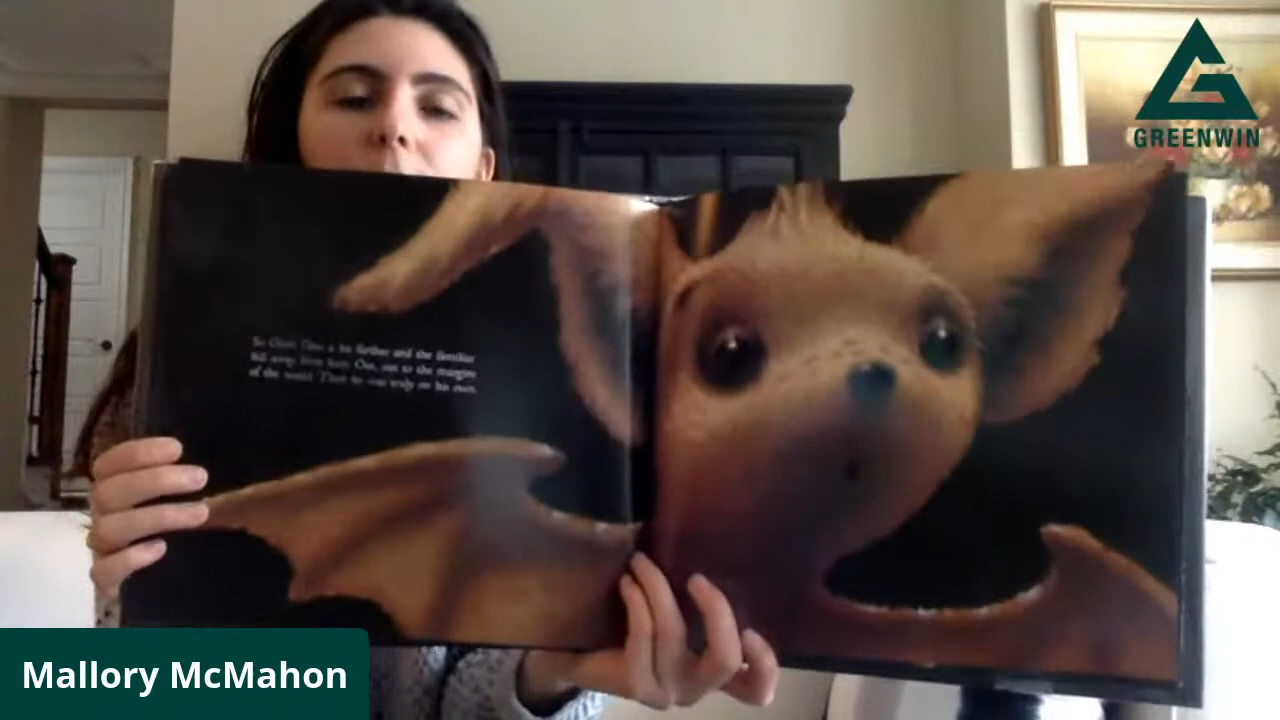 GREENWIN
a bit farther and the familiar
fell away from him. Out, out to the margins
of the world. There he was truly on his own.
Mallory McMahon